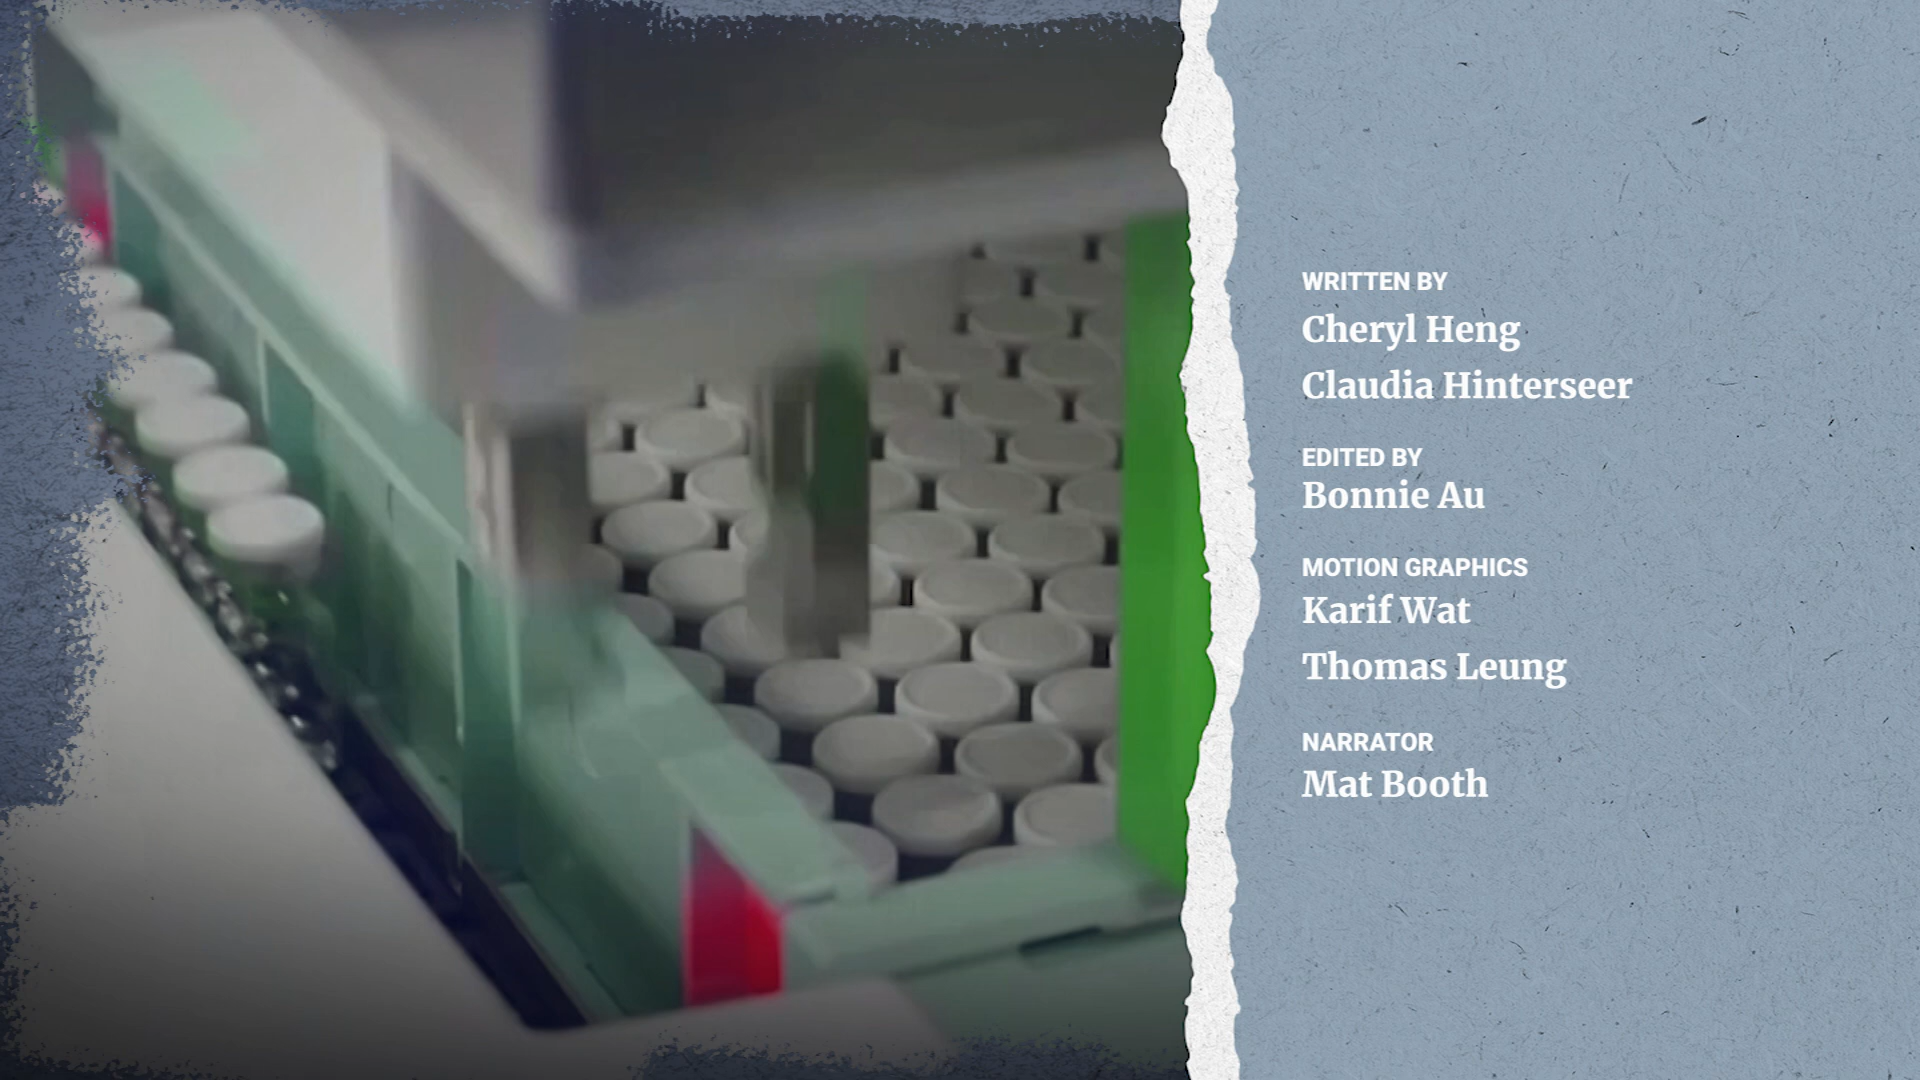 WRITTEN BY
Cheryl Heng
Claudia Hinterseer
EDITED BY
Bonnie Au
MOTION GRAPHICS
Karif Wat
Thomas Leung
NARRATOR
Mat Booth